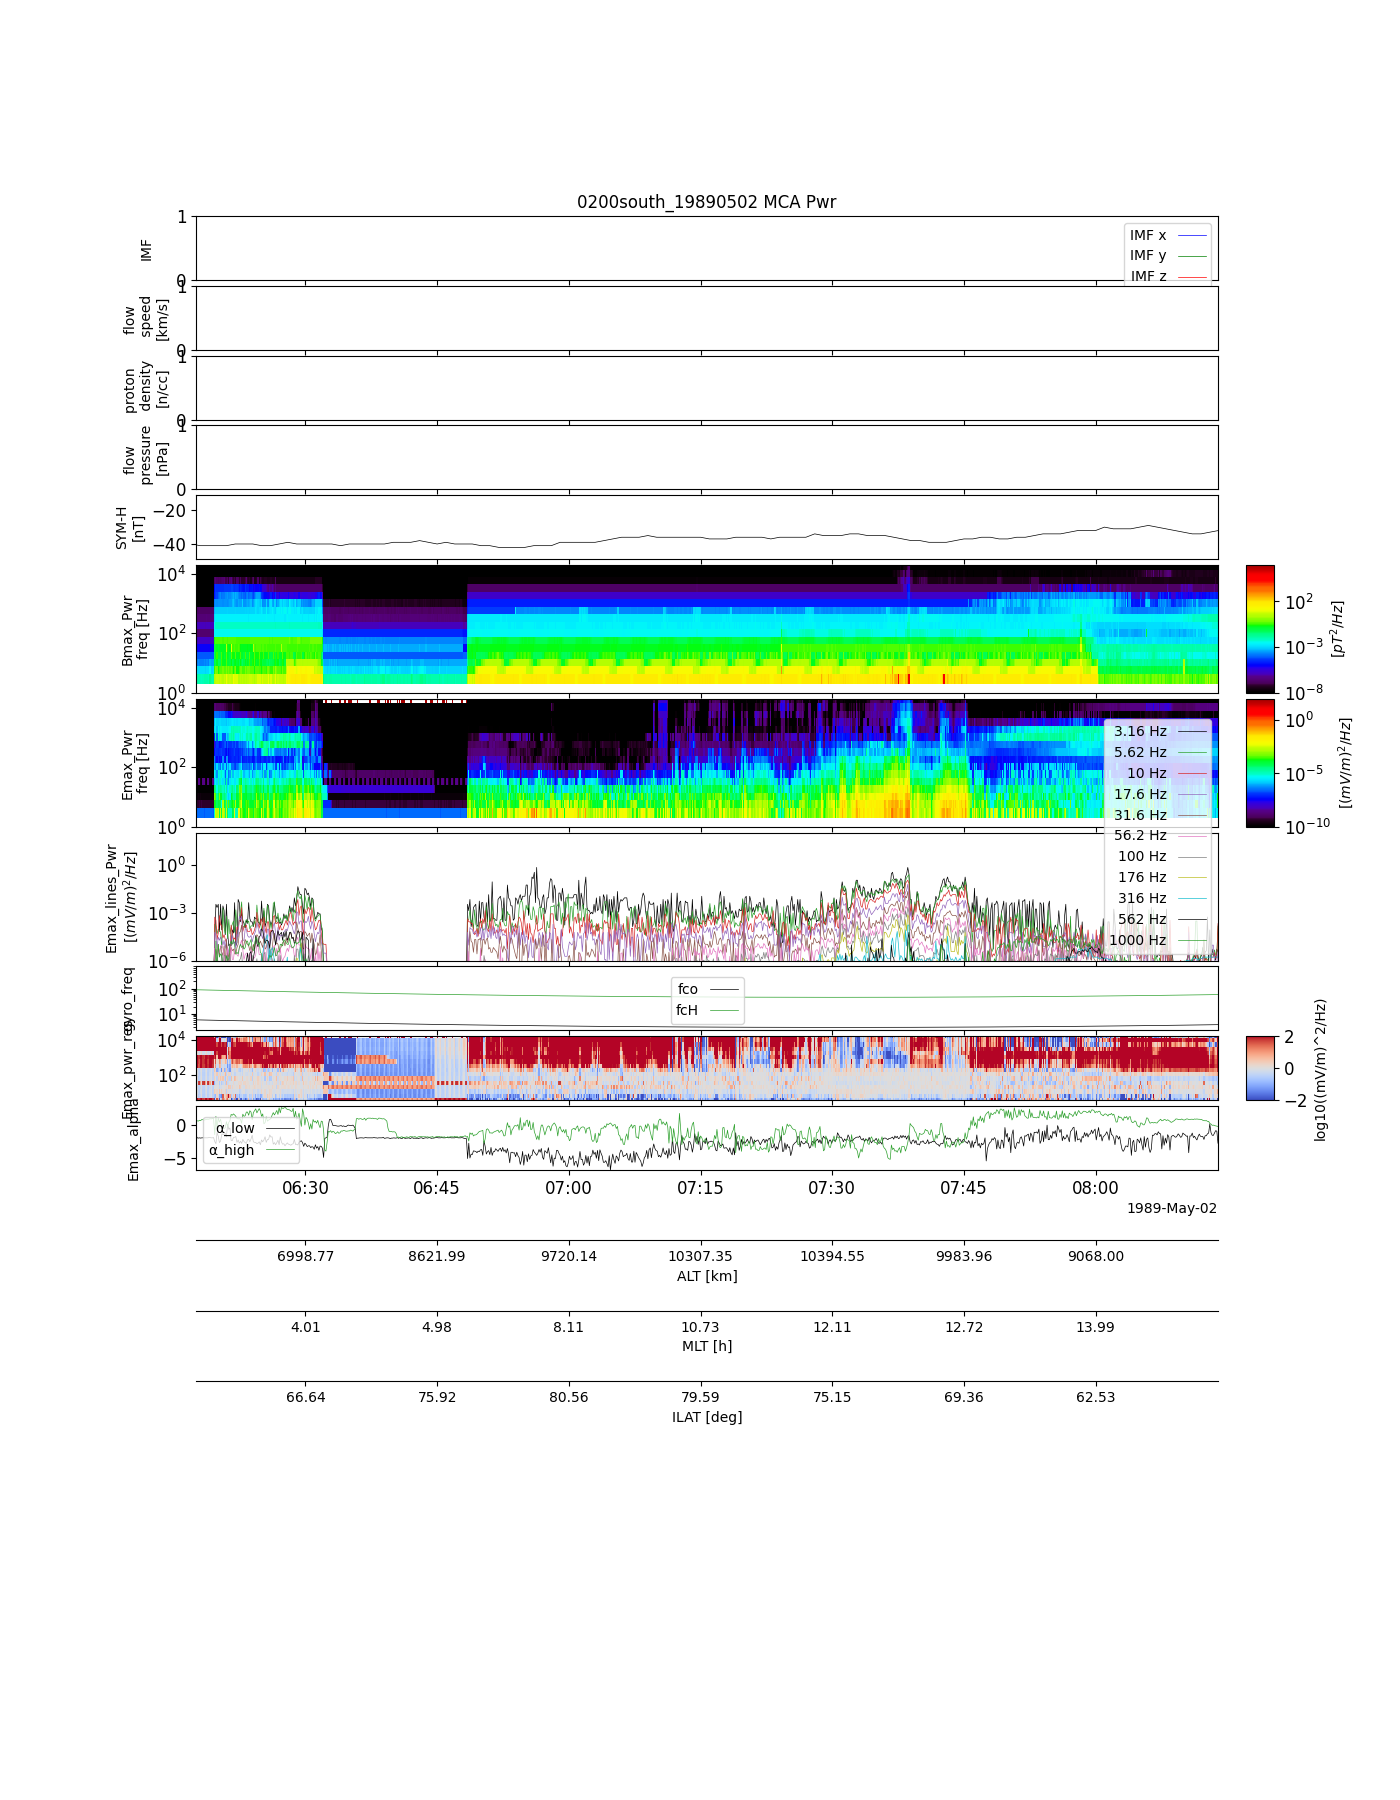 0200south_19890502 MCA Pwr
1
0
IMF
IMF x
IMF y
IMF z
1
0
flow
speed
[km/s]
1
0
proton
density
[n/cc]
1
0
flow
pressure
[nPa]
−20
−40
SYM-H
[nT]
10^4
10^2
10^0
Bmax_Pwr
freq [Hz]
10^2
10^−3
10^−8
[pT^2/Hz]
10^4
10^2
10^0
Emax_Pwr
freq [Hz]
10^0
10^−5
10^−10
[(mV/m)^2/Hz]
3.16 Hz
5.62 Hz
10 Hz
17.6 Hz
31.6 Hz
56.2 Hz
100 Hz
176 Hz
316 Hz
562 Hz
1000 Hz
10^0
10^−3
10^−6
Emax_lines_Pwr
[(mV/m)^2/Hz]
10^2
10^1
gyro_freq
fco
fcH
10^4
10^2
Emax_pwr_reg
2
0
−2
log10((mV/m)^2/Hz)
0
−5
Emax_alpha
α_low
α_high
06:30 06:45 07:00 07:15 07:30 07:45 08:00
1989-May-02
6998.77 8621.99 9720.14 10307.35 10394.55 9983.96 9068.00
ALT [km]
4.01 4.98 8.11 10.73 12.11 12.72 13.99
MLT [h]
66.64 75.92 80.56 79.59 75.15 69.36 62.53
ILAT [deg]